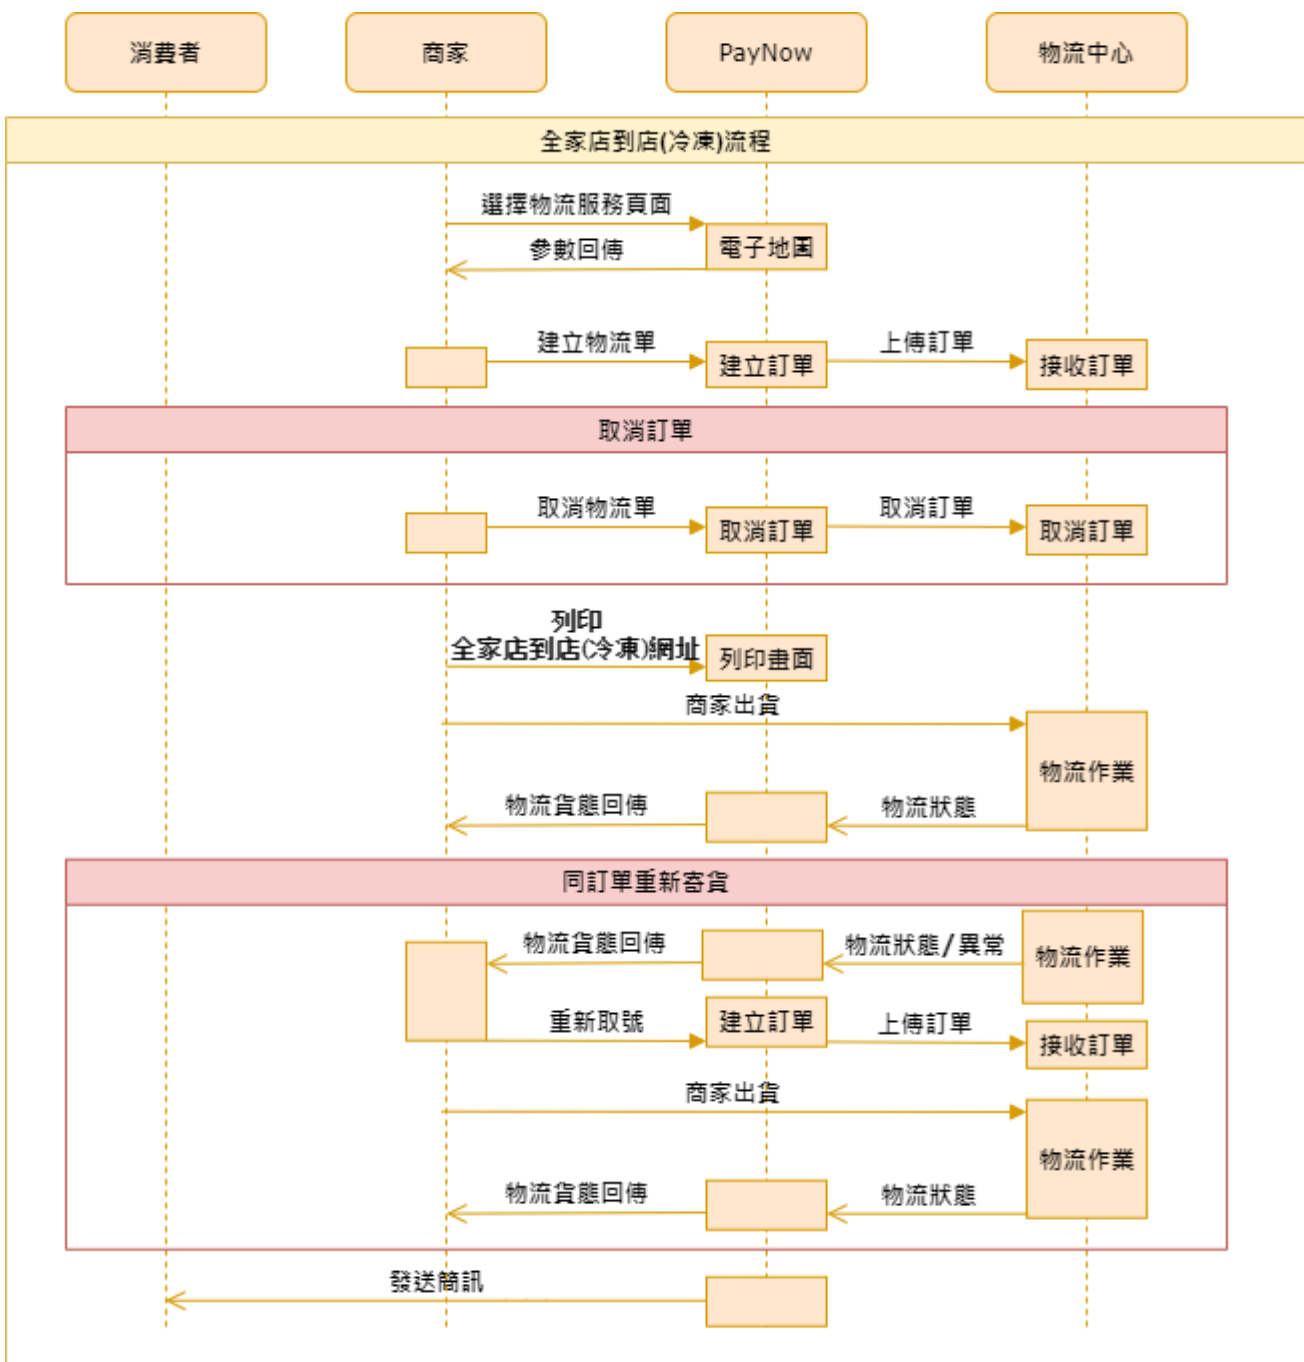 消費者
商家
PayNow
物流中心
全家店到店(冷凍)流程
選擇物流服務頁面
電子地圖
參數回傳
建立物流單
上傳訂單
建立訂單
接收訂單
取消訂單
取消物流單
取消訂單
取消訂單
取消訂單
列印
全家店到店(冷凍)網址
列印畫面
商家出貨
物流作業
物流貨態回傳
物流狀態
同訂單重新寄貨
物流貨態回傳
物流狀態/異常
物流作業
重新取號
建立訂單
上傳訂單
接收訂單
商家出貨
物流作業
物流貨態回傳
物流狀態
發送簡訊